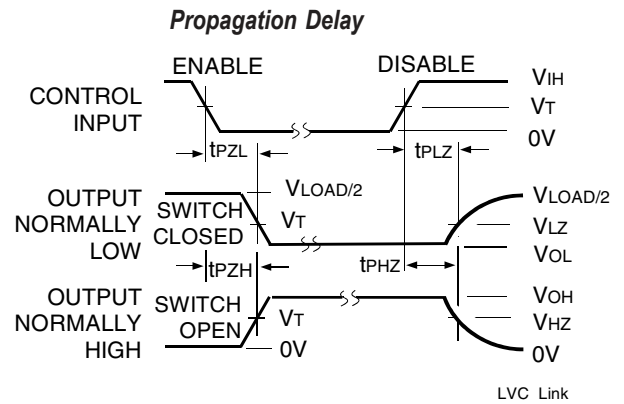 Propagation Delay
ENABLE
DISABLE
CONTROL
INPUT
VIH
VT
0V
tPZL
tPLZ
OUTPUT
NORMALLY
LOW
SWITCH
CLOSED
VLOAD/2
VT
VLOAD/2
VLZ
VOL
tPZH
tPHZ
OUTPUT
NORMALLY
HIGH
SWITCH
OPEN
VT
0V
VOH
VHZ
0V
LVC Link